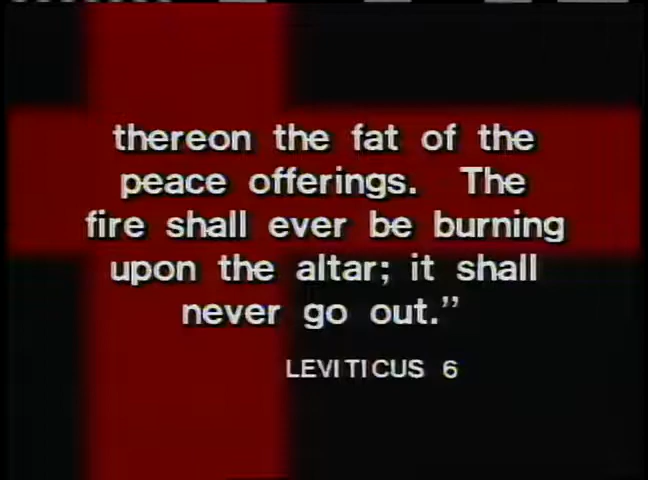 thereon the fat of the
peace offerings. The
fire shall ever be burning
upon the altar; it shall
never go out.”
LEVITICUS 6